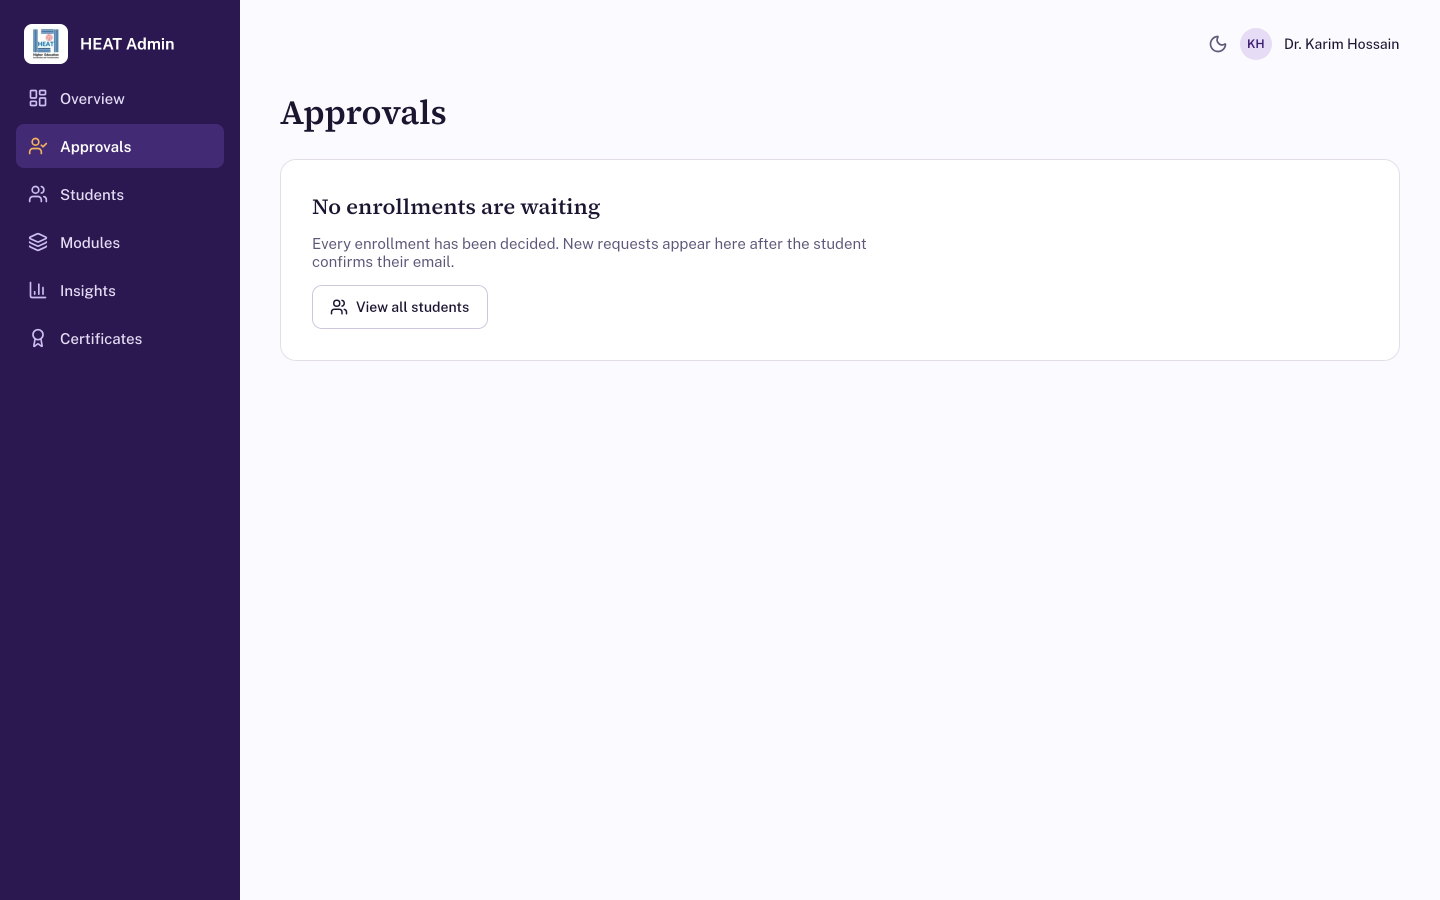 HEAT
HEAT Admin
Overview
Approvals
Students
Modules
Insights
Certificates
KH
Dr. Karim Hossain
Approvals
No enrollments are waiting
Every enrollment has been decided. New requests appear here after the student
confirms their email.
View all students